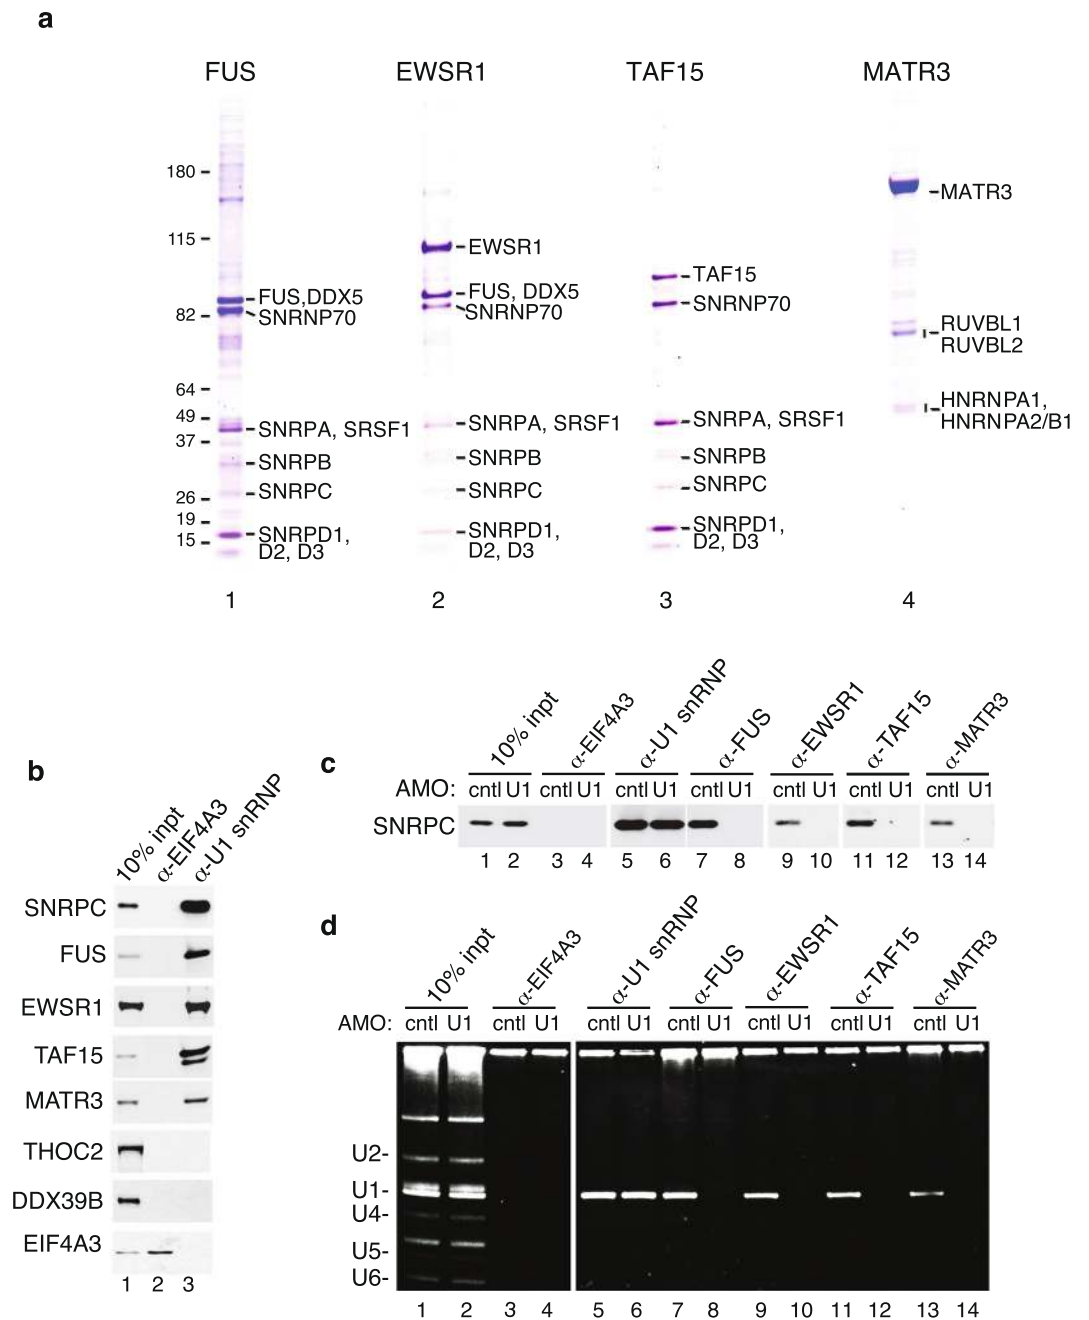 a
FUS EWSR1 TAF15 MATR3
180
115
82
64
49
37
26
19
15
FUS,DDX5
SNRNP70
SNRPA, SRSF1
SNRPB
SNRPC
SNRPD1,
D2, D3
EWSR1
FUS, DDX5
SNRNP70
SNRPA, SRSF1
SNRPB
SNRPC
SNRPD1,
D2, D3
TAF15
SNRNP70
SNRPA, SRSF1
SNRPB
SNRPC
SNRPD1,
D2, D3
MATR3
RUVBL1
RUVBL2
HNRNPA1,
HNRNPA2/B1
1 2 3 4
b
10% inpt α-EIF4A3 α-U1 snRNP
SNRPC
FUS
EWSR1
TAF15
MATR3
THOC2
DDX39B
EIF4A3
1 2 3
c
10% inpt α-EIF4A3 α-U1 snRNP α-FUS α-EWSR1 α-TAF15 α-MATR3
AMO: cntl U1 cntl U1 cntl U1 cntl U1 cntl U1 cntl U1 cntl U1
SNRPC
1 2 3 4 5 6 7 8 9 10 11 12 13 14
d
10% inpt α-EIF4A3 α-U1 snRNP α-FUS α-EWSR1 α-TAF15 α-MATR3
AMO: cntl U1 cntl U1 cntl U1 cntl U1 cntl U1 cntl U1 cntl U1
U2-
U1-
U4-
U5-
U6-
1 2 3 4 5 6 7 8 9 10 11 12 13 14